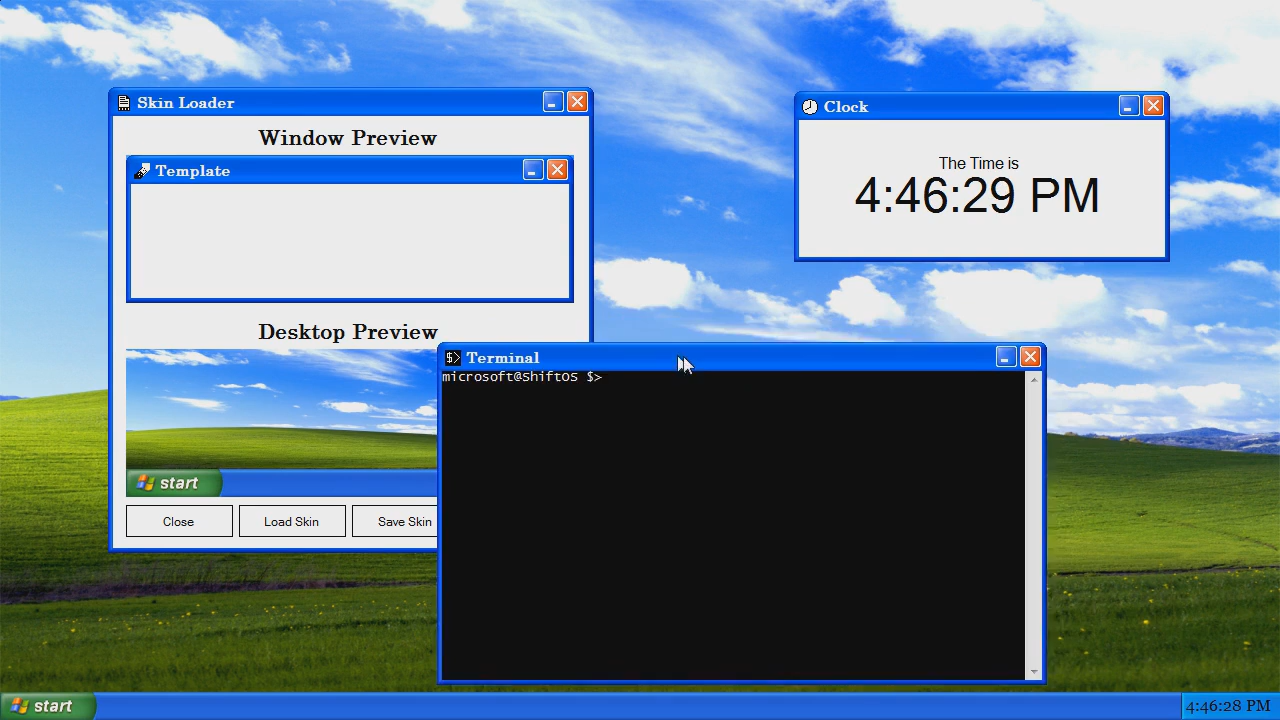 Skin Loader
Window Preview
Template
Desktop Preview
start
Close
Load Skin
Save Skin
Clock
The Time is
4:46:29 PM
Terminal
$>
microsoft@ShiftOS $>
start
4:46:28 PM